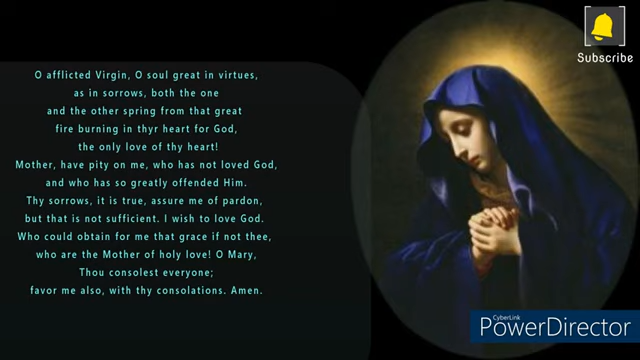 O afflicted Virgin, O soul great in virtues,
as in sorrows, both the one
and the other spring from that great
fire burning in thyr heart for God,
the only love of thy heart!
Mother, have pity on me, who has not loved God,
and who has so greatly offended Him.
Thy sorrows, it is true, assure me of pardon,
but that is not sufficient. I wish to love God.
Who could obtain for me that grace if not thee,
who are the Mother of holy love! O Mary,
Thou consolest everyone;
favor me also, with thy consolations. Amen.
Subscribe
CyberLink
PowerDirector